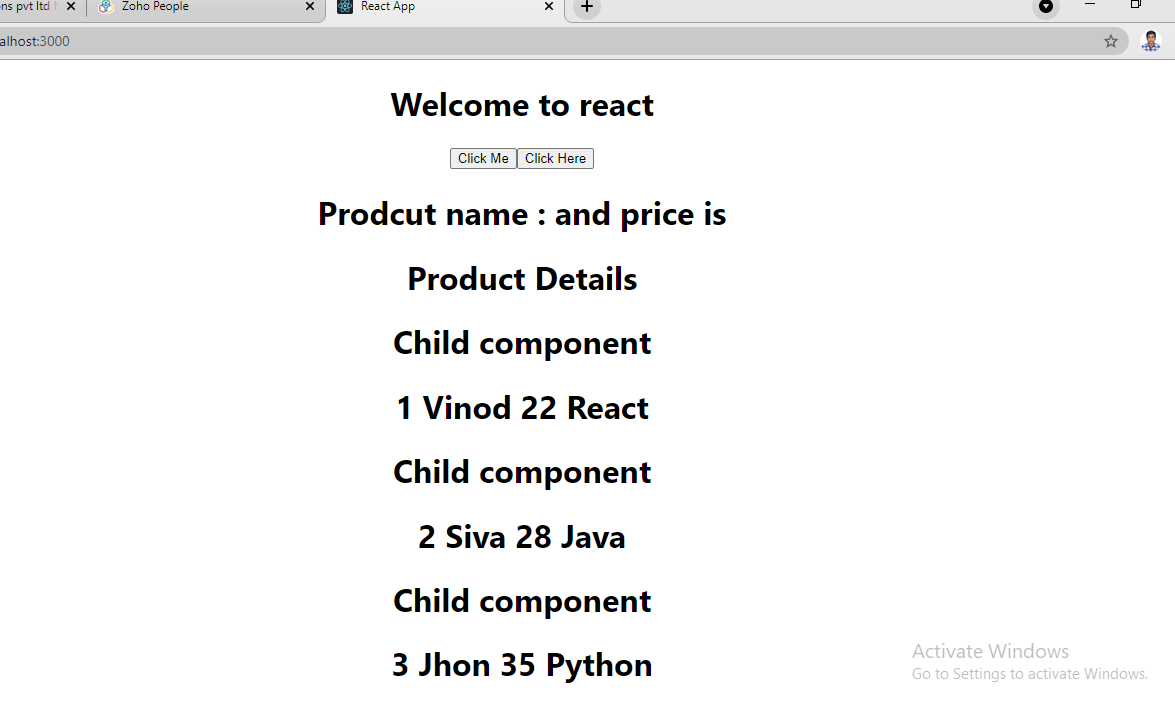 ns pvt ltd
Zoho People
React App
alhost:3000
Welcome to react
Click Me Click Here
Prodcut name : and price is
Product Details
Child component
1 Vinod 22 React
Child component
2 Siva 28 Java
Child component
3 Jhon 35 Python
Activate Windows
Go to Settings to activate Windows.